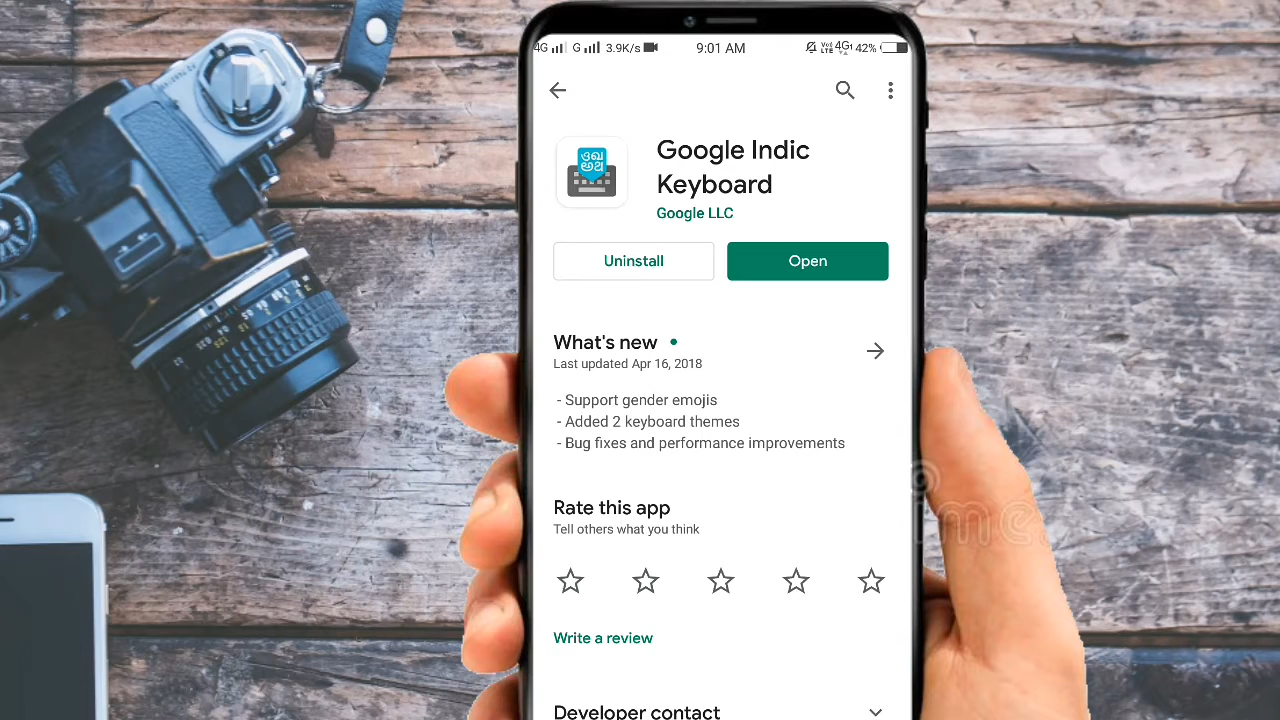 4G G 3.9K/s 9:01 AM 4G 42%
Google Indic
Keyboard
Google LLC
Uninstall Open
What's new
Last updated Apr 16, 2018
- Support gender emojis
- Added 2 keyboard themes
- Bug fixes and performance improvements
Rate this app
Tell others what you think
Write a review
Developer contact